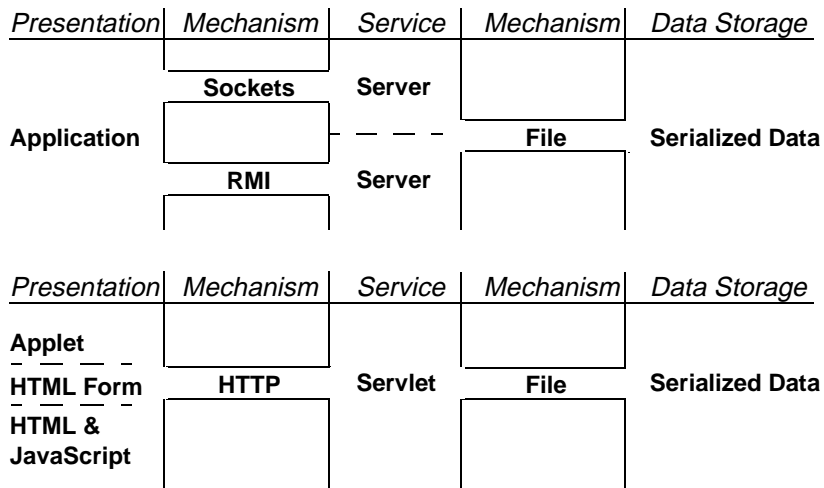 Presentation Mechanism Service Mechanism Data Storage
Sockets Server
Application File Serialized Data
RMI Server
Presentation Mechanism Service Mechanism Data Storage
Applet
HTML Form HTTP Servlet File Serialized Data
HTML &
JavaScript